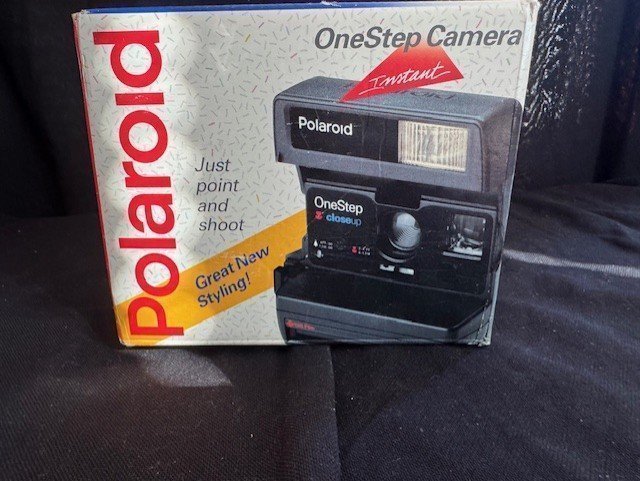 Polaroid
OneStep Camera
Instant
Just
point
and
shoot
Great New
Styling!
Polaroid
OneStep
closeup